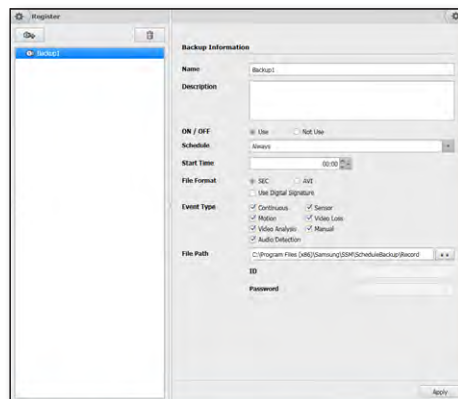 Register
Backup1
Backup Information
Name Backup1
Description
ON / OFF Use Not Use
Schedule Always
Start Time 00:00
File Format SEC AVI
Use Digital Signature
Event Type Continuous Sensor
Motion Video Loss
Video Analysis Manual
Audio Detection
File Path C:\Program Files (x86)\Samsung\SSM\ScheduleBackup\Record
ID
Password
Apply